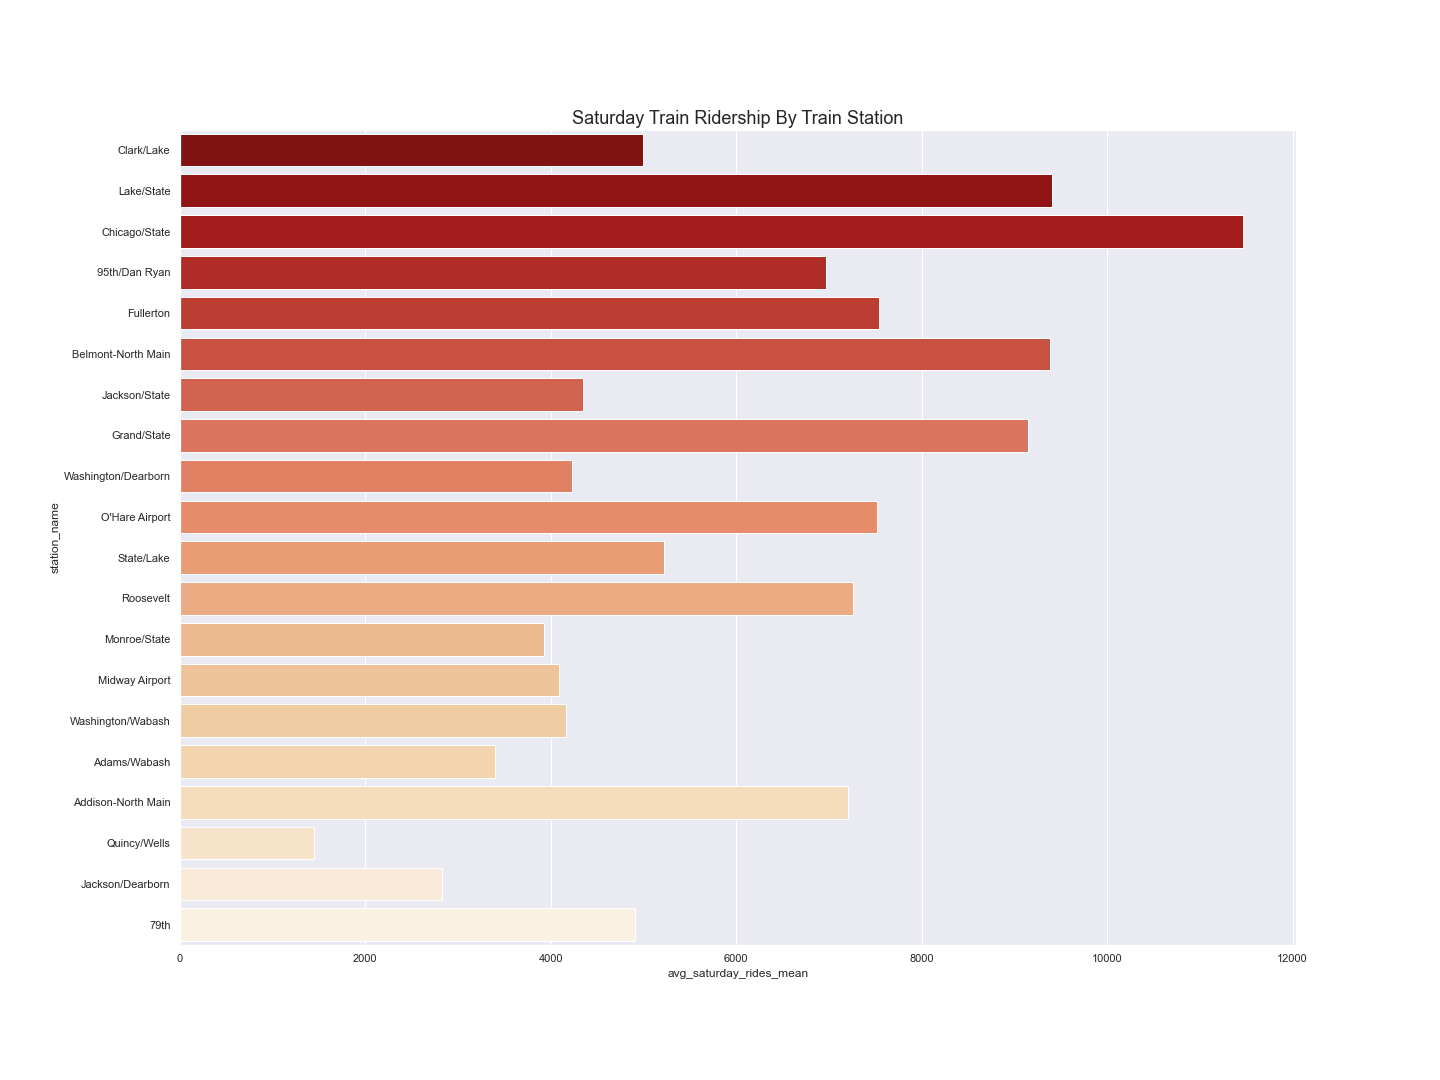 Saturday Train Ridership By Train Station
Clark/Lake
Lake/State
Chicago/State
95th/Dan Ryan
Fullerton
Belmont-North Main
Jackson/State
Grand/State
Washington/Dearborn
O'Hare Airport
State/Lake
Roosevelt
Monroe/State
Midway Airport
Washington/Wabash
Adams/Wabash
Addison-North Main
Quincy/Wells
Jackson/Dearborn
79th
station_name
0 2000 4000 6000 8000 10000 12000
avg_saturday_rides_mean